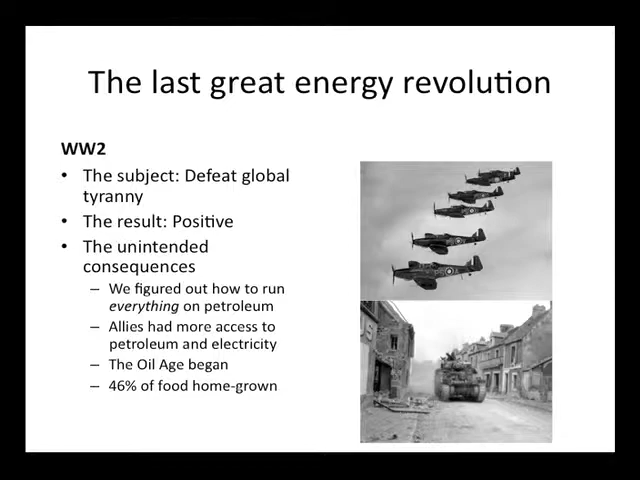 The last great energy revolution
WW2
• The subject: Defeat global
tyranny
• The result: Positive
• The unintended
consequences
– We figured out how to run
everything on petroleum
– Allies had more access to
petroleum and electricity
– The Oil Age began
– 46% of food home-grown